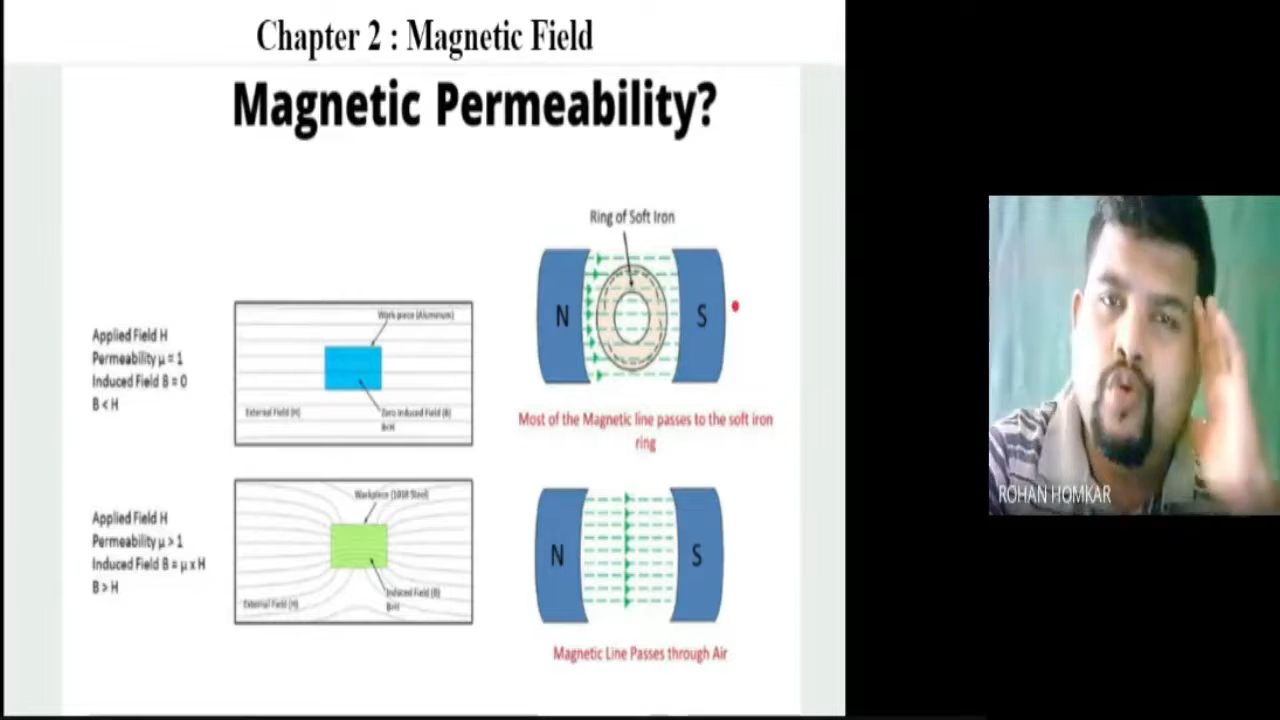 Chapter 2 : Magnetic Field
Magnetic Permeability?
Ring of Soft Iron
N
S
Most of the Magnetic line passes to the soft iron
ring
Applied Field H
Permeability μ = 1
Induced Field B = 0
B < H
Work piece (Aluminum)
External Field (H)
Zero Induced Field (B)
B<H
Applied Field H
Permeability μ > 1
Induced Field B = μ x H
B > H
Workpiece (1018 Steel)
External Field (H)
Induced Field (B)
B>H
N
S
Magnetic Line Passes through Air
ROHAN HOMKAR